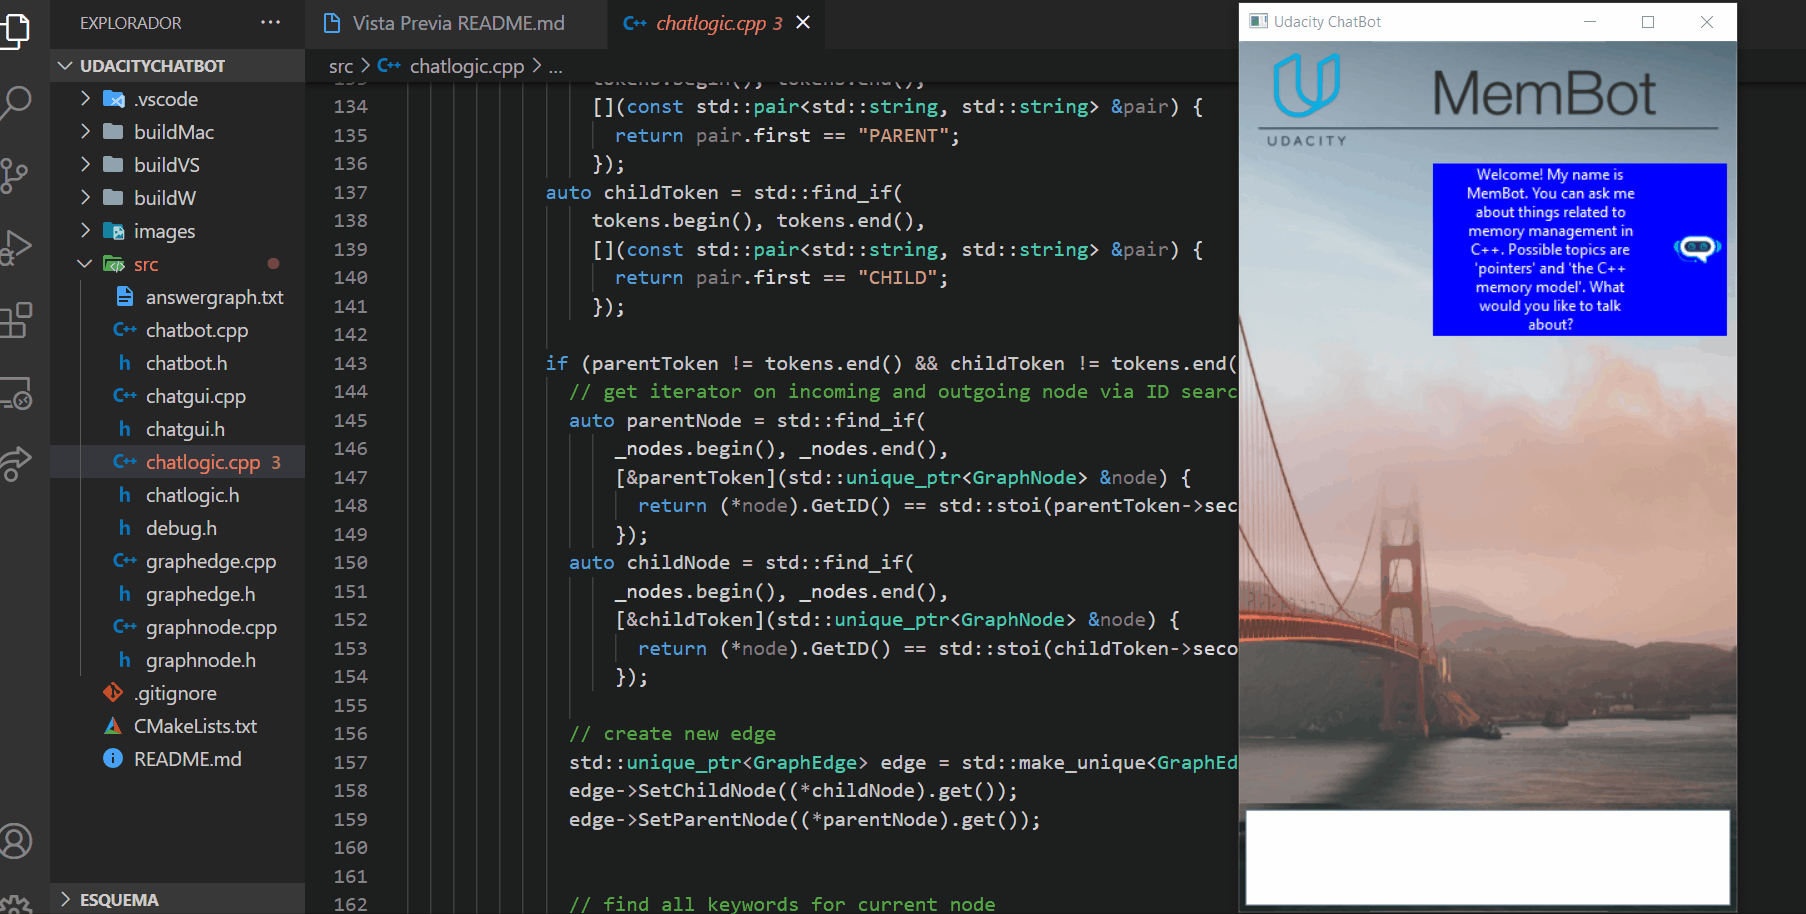 EXPLORADOR
UDACITYCHATBOT
.vscode
buildMac
buildVS
buildW
images
src
answergraph.txt
chatbot.cpp
chatbot.h
chatgui.cpp
chatgui.h
chatlogic.cpp 3
chatlogic.h
debug.h
graphedge.cpp
graphedge.h
graphnode.cpp
graphnode.h
.gitignore
CMakeLists.txt
README.md
ESQUEMA
Vista Previa README.md
chatlogic.cpp 3
src > chatlogic.cpp > ...
tokens.begin(), tokens.end(),
134 [](const std::pair<std::string, std::string> &pair) {
135 return pair.first == "PARENT";
136 });
137 auto childToken = std::find_if(
138 tokens.begin(), tokens.end(),
139 [](const std::pair<std::string, std::string> &pair) {
140 return pair.first == "CHILD";
141 });
142
143 if (parentToken != tokens.end() && childToken != tokens.end(
144 // get iterator on incoming and outgoing node via ID searc
145 auto parentNode = std::find_if(
146 _nodes.begin(), _nodes.end(),
147 [&parentToken](std::unique_ptr<GraphNode> &node) {
148 return (*node).GetID() == std::stoi(parentToken->sec
149 });
150 auto childNode = std::find_if(
151 _nodes.begin(), _nodes.end(),
152 [&childToken](std::unique_ptr<GraphNode> &node) {
153 return (*node).GetID() == std::stoi(childToken->seco
154 });
155
156 // create new edge
157 std::unique_ptr<GraphEdge> edge = std::make_unique<GraphEd
158 edge->SetChildNode((*childNode).get());
159 edge->SetParentNode((*parentNode).get());
160
161
162 // find all keywords for current node
Udacity ChatBot
UDACITY
MemBot
Welcome! My name is
MemBot. You can ask me
about things related to
memory management in
C++. Possible topics are
'pointers' and 'the C++
memory model'. What
would you like to talk
about?